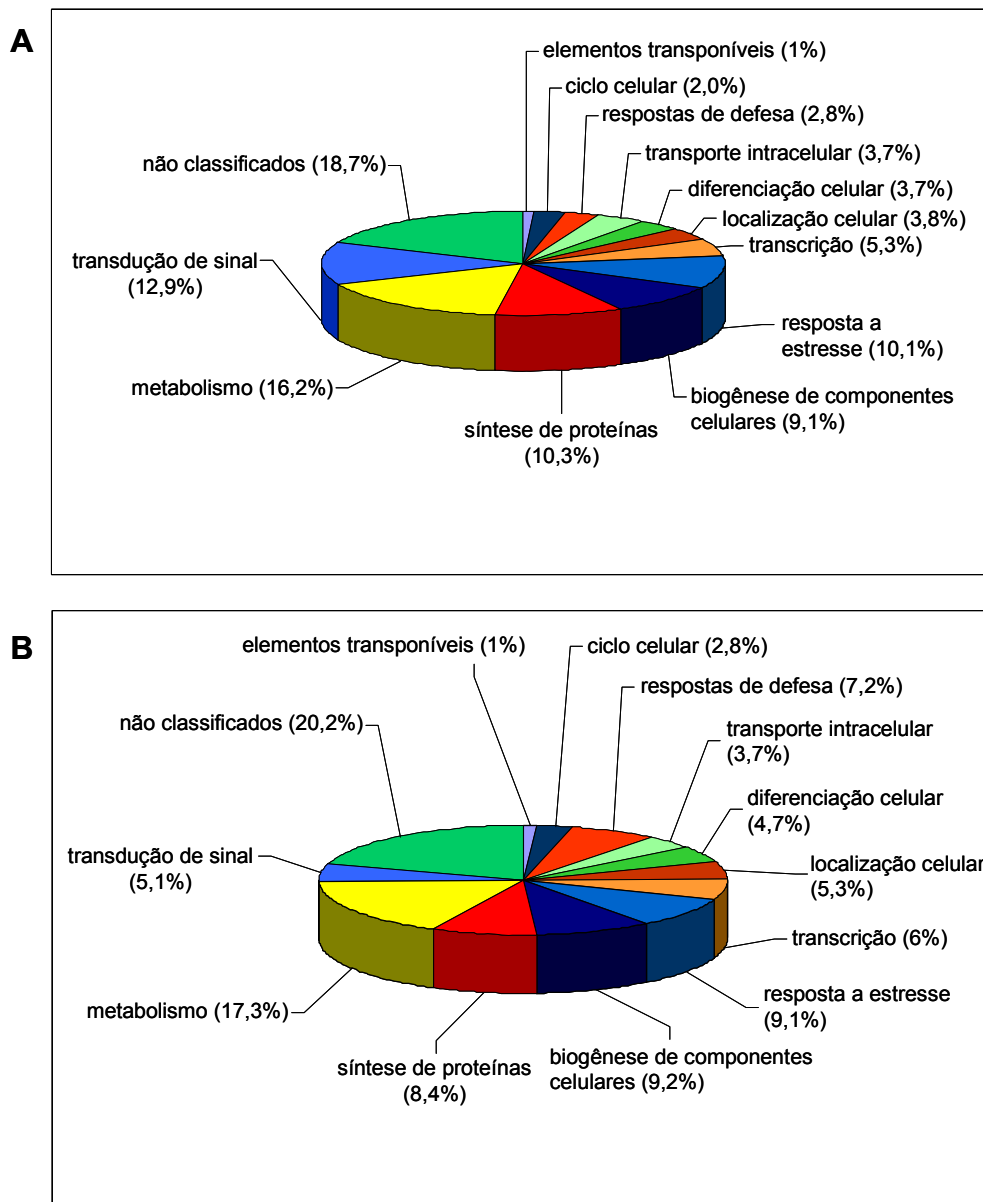 A
elementos transponíveis (1%)
ciclo celular (2,0%)
respostas de defesa (2,8%)
transporte intracelular (3,7%)
não classificados (18,7%)
diferenciação celular (3,7%)
localização celular (3,8%)
transcrição (5,3%)
transdução de sinal
(12,9%)
resposta a
estresse (10,1%)
metabolismo (16,2%)
biogênese de componentes
celulares (9,1%)
síntese de proteínas
(10,3%)
B
elementos transponíveis (1%)
ciclo celular (2,8%)
respostas de defesa (7,2%)
não classificados (20,2%)
transporte intracelular
(3,7%)
diferenciação celular
(4,7%)
transdução de sinal
(5,1%)
localização celular
(5,3%)
transcrição (6%)
metabolismo (17,3%)
resposta a estresse
(9,1%)
síntese de proteínas
(8,4%)
biogênese de componentes
celulares (9,2%)